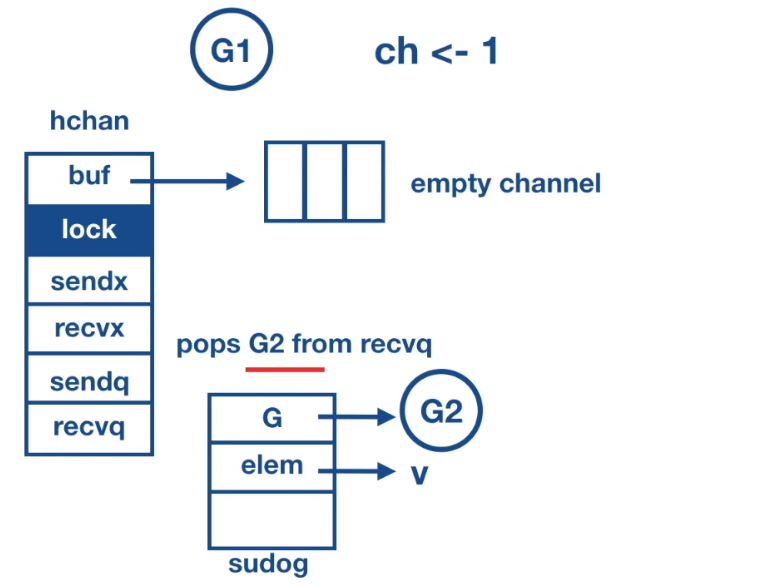 G1
ch <- 1
hchan
buf
empty channel
lock
sendx
recvx
pops G2 from recvq
sendq
recvq
G
G2
elem
v
sudog